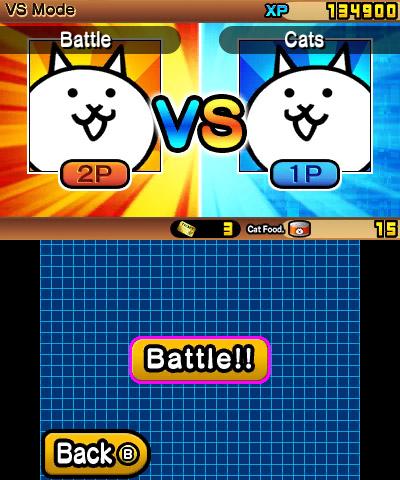 VS Mode
XP 134900
Battle
Cats
VS
2P
1P
3
Cat Food.
15
Battle!!
Back B